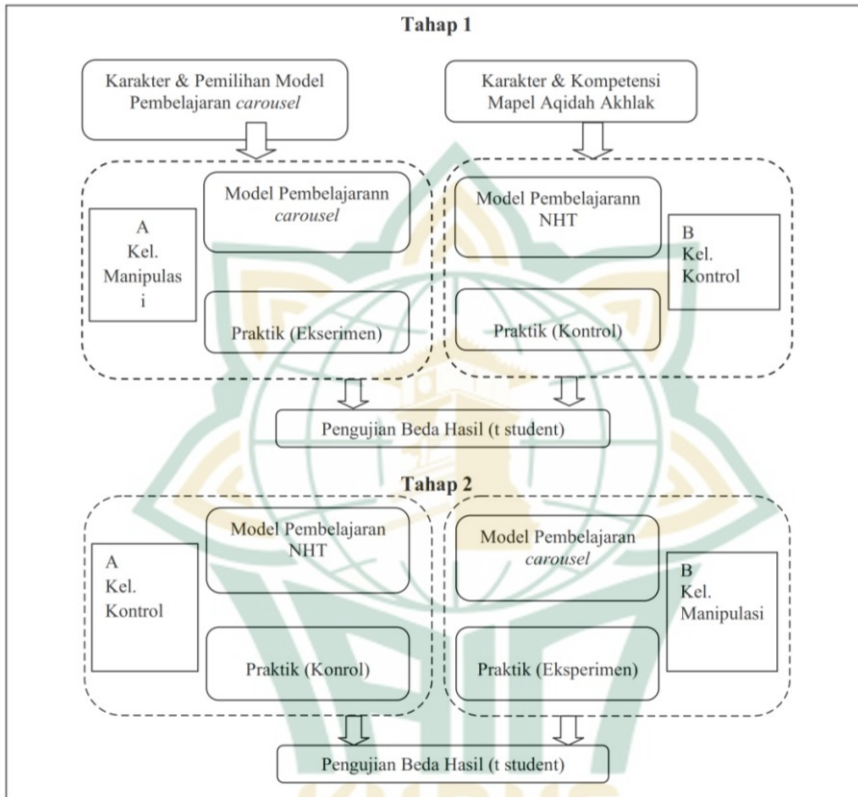 Tahap 1
Karakter & Pemilihan Model
Pembelajaran carousel
Karakter & Kompetensi
Mapel Aqidah Akhlak
A
Kel.
Manipulas
i
Model Pembelajarann
carousel
Praktik (Ekserimen)
Model Pembelajarann
NHT
Praktik (Kontrol)
B
Kel.
Kontrol
Pengujian Beda Hasil (t student)
Tahap 2
A
Kel.
Kontrol
Model Pembelajaran
NHT
Praktik (Konrol)
Model Pembelajaran
carousel
Praktik (Eksperimen)
B
Kel.
Manipulasi
Pengujian Beda Hasil (t student)